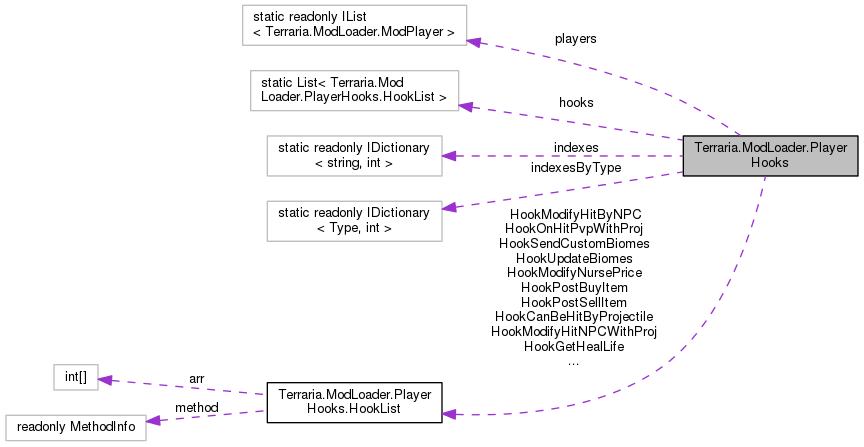 static readonly IList
< Terraria.ModLoader.ModPlayer >
players
static List< Terraria.Mod
Loader.PlayerHooks.HookList >
hooks
static readonly IDictionary
< string, int >
indexes
Terraria.ModLoader.Player
Hooks
indexesByType
static readonly IDictionary
< Type, int >
HookModifyHitByNPC
HookOnHitPvpWithProj
HookSendCustomBiomes
HookUpdateBiomes
HookModifyNursePrice
HookPostBuyItem
HookPostSellItem
HookCanBeHitByProjectile
HookModifyHitNPCWithProj
HookGetHealLife
...
int[]
arr
Terraria.ModLoader.Player
Hooks.HookList
method
readonly MethodInfo